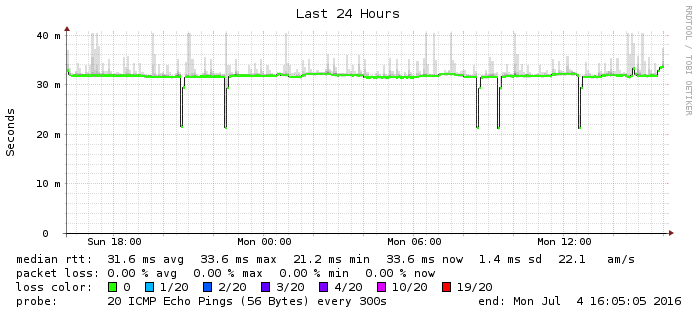 Last 24 Hours
RRDTOOL / TOBI OETIKER
Seconds
40 m
30 m
20 m
10 m
0
Sun 18:00 Mon 00:00 Mon 06:00 Mon 12:00
median rtt: 31.6 ms avg 33.6 ms max 21.2 ms min 33.6 ms now 1.4 ms sd 22.1 am/s
packet loss: 0.00 % avg 0.00 % max 0.00 % min 0.00 % now
loss color: 0 1/20 2/20 3/20 4/20 10/20 19/20
probe: 20 ICMP Echo Pings (56 Bytes) every 300s end: Mon Jul 4 16:05:05 2016